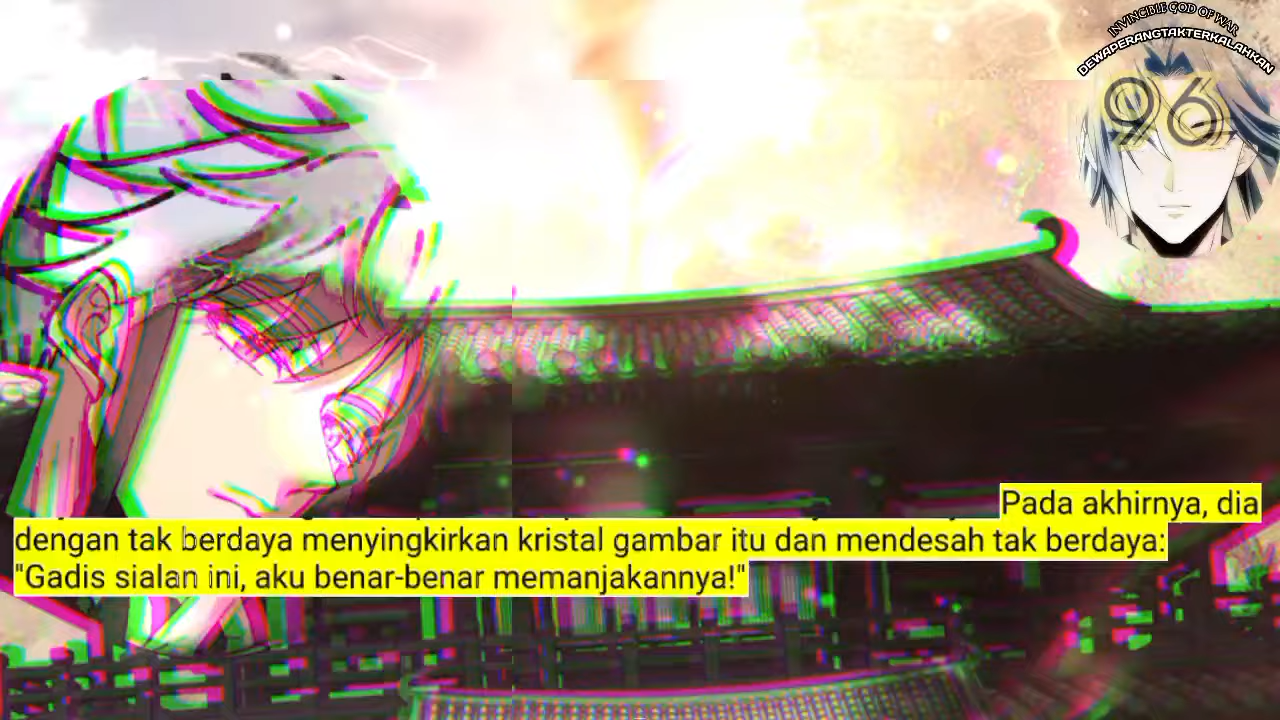 INVINCIBLE GOD OF WAR
DEWAPERANGTAKTERKALAHKAN
96
Pada akhirnya, dia
dengan tak berdaya menyingkirkan kristal gambar itu dan mendesah tak berdaya:
"Gadis sialan ini, aku benar-benar memanjakannya!"